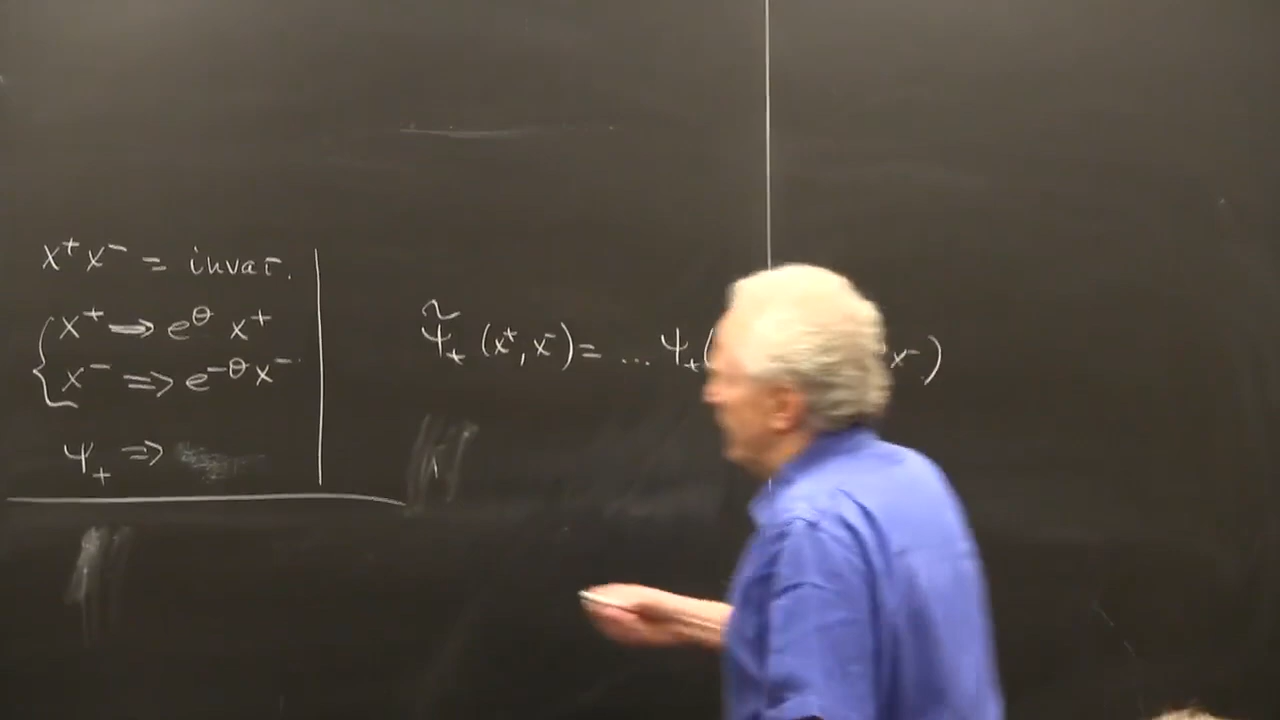 x⁺x⁻ = invar.
x⁺ ⇒ e^θ x⁺
x⁻ ⇒ e^-θ x⁻
ψ₊ ⇒
ψ̃₊ (x⁺, x⁻) = ... ψ₊( x⁻)